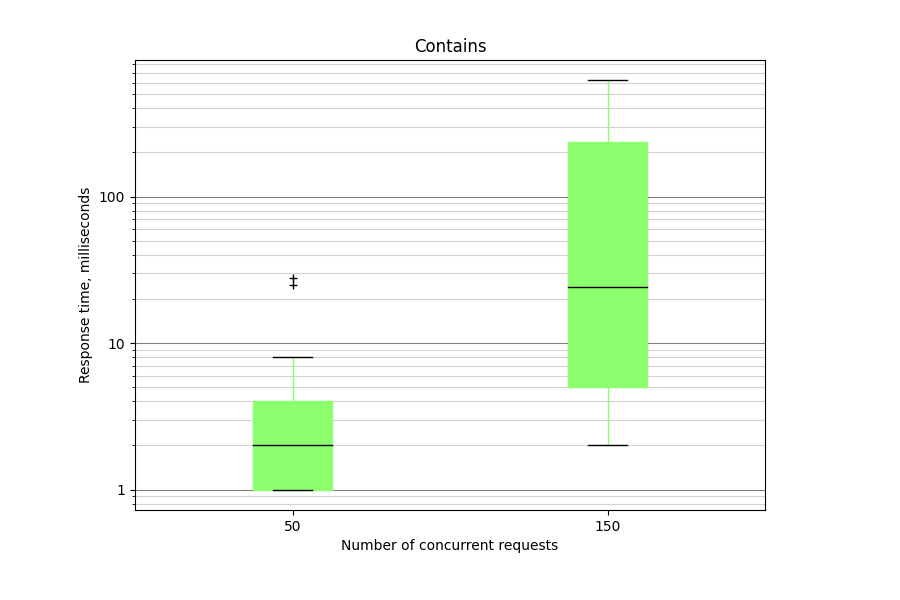 Contains
Response time, milliseconds
100
10
1
50
150
Number of concurrent requests